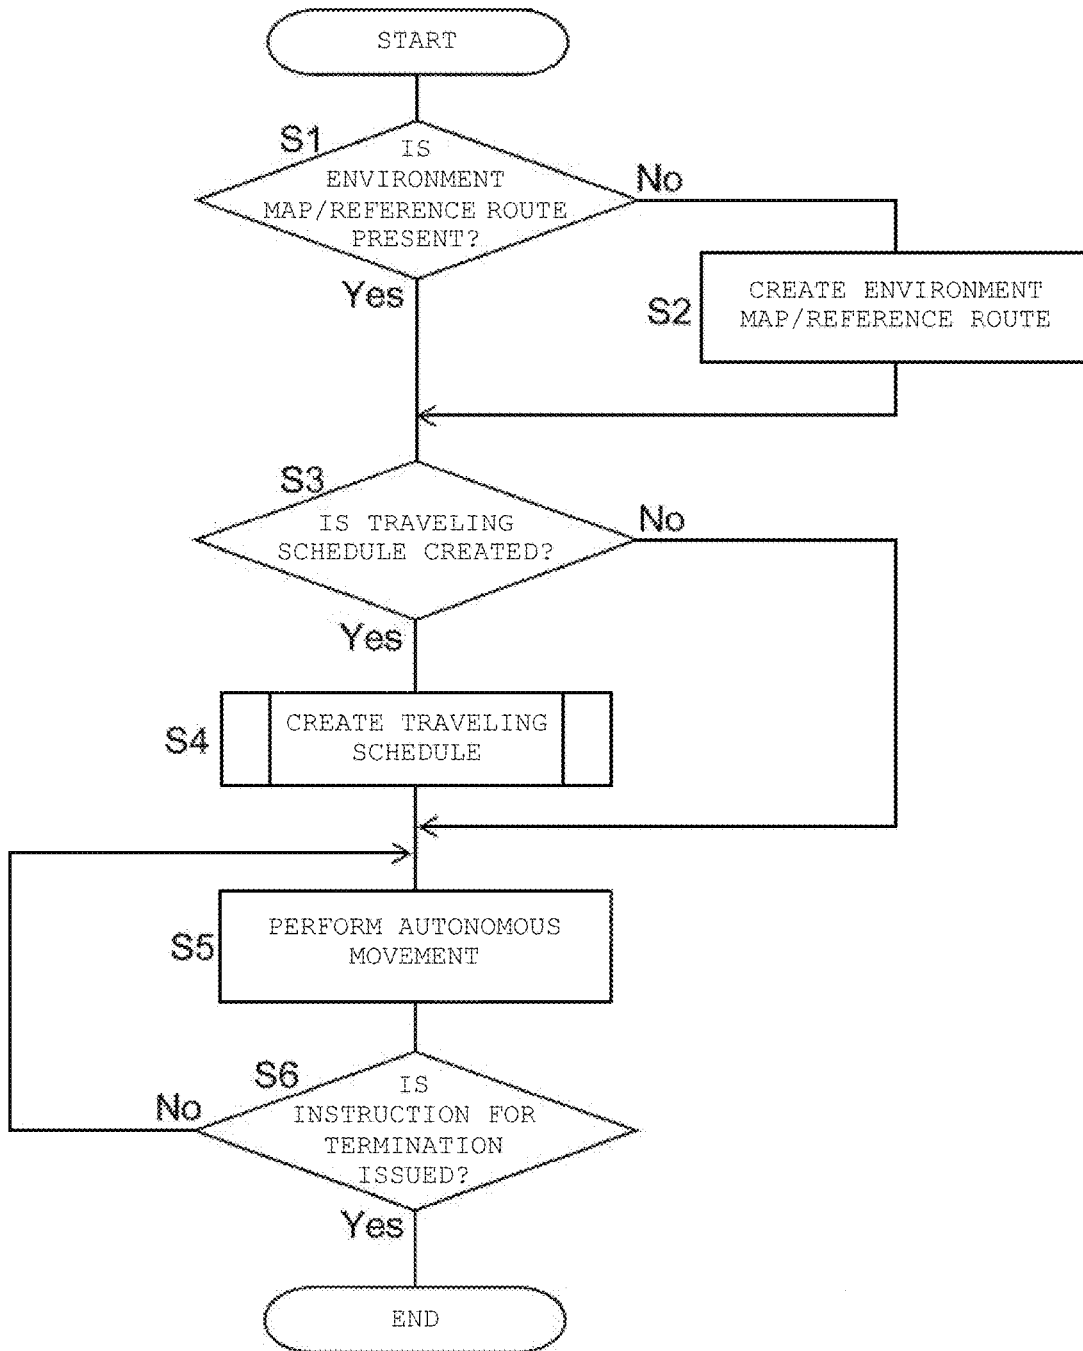 START
S1
IS
ENVIRONMENT
MAP/REFERENCE ROUTE
PRESENT?
No
Yes
S2
CREATE ENVIRONMENT
MAP/REFERENCE ROUTE
S3
IS TRAVELING
SCHEDULE CREATED?
No
Yes
S4
CREATE TRAVELING
SCHEDULE
S5
PERFORM AUTONOMOUS
MOVEMENT
S6
IS
INSTRUCTION FOR
TERMINATION
ISSUED?
No
Yes
END